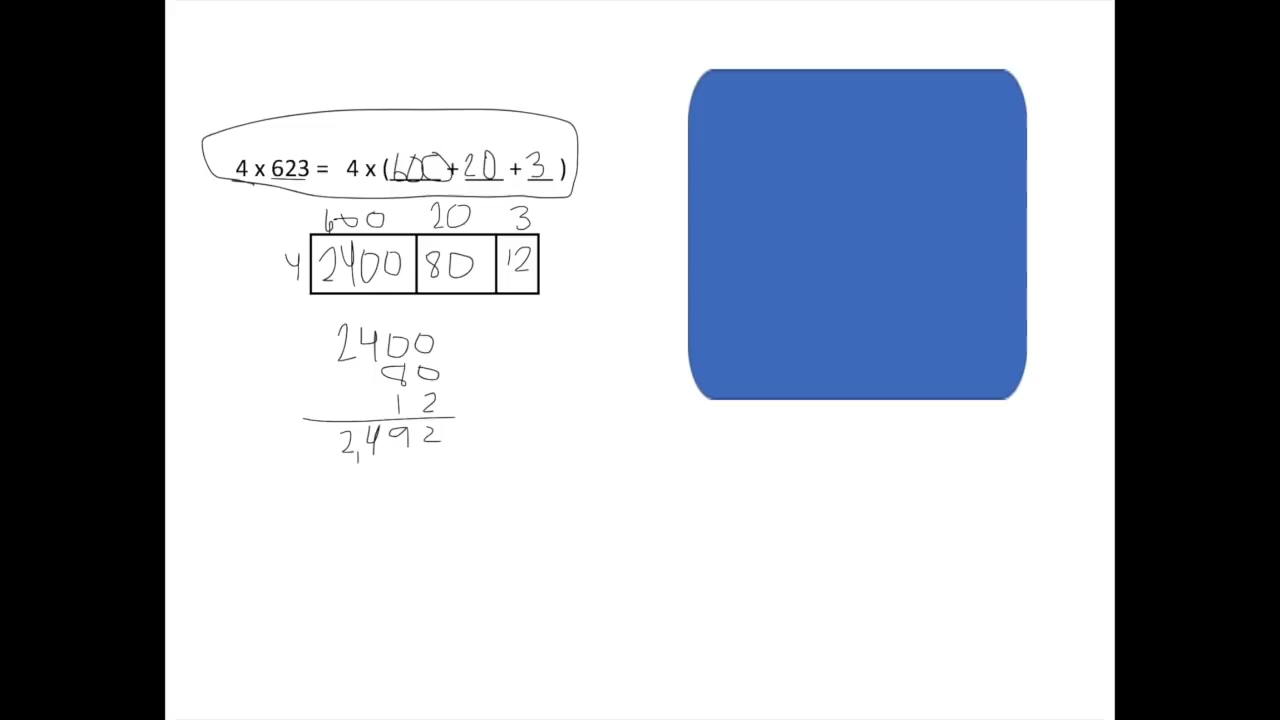 4 x 623 = 4 x ( 600 + 20 + 3 )
600 20 3
4 2400 80 12
2400
80
12
2,492